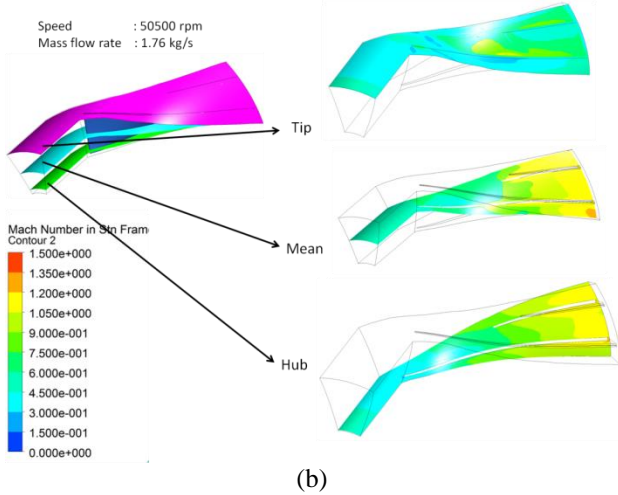 Speed : 50500 rpm
Mass flow rate : 1.76 kg/s
Tip
Mean
Hub
Mach Number in Stn Fram
Contour 2
1.500e+000
1.350e+000
1.200e+000
1.050e+000
9.000e-001
7.500e-001
6.000e-001
4.500e-001
3.000e-001
1.500e-001
0.000e+000
(b)